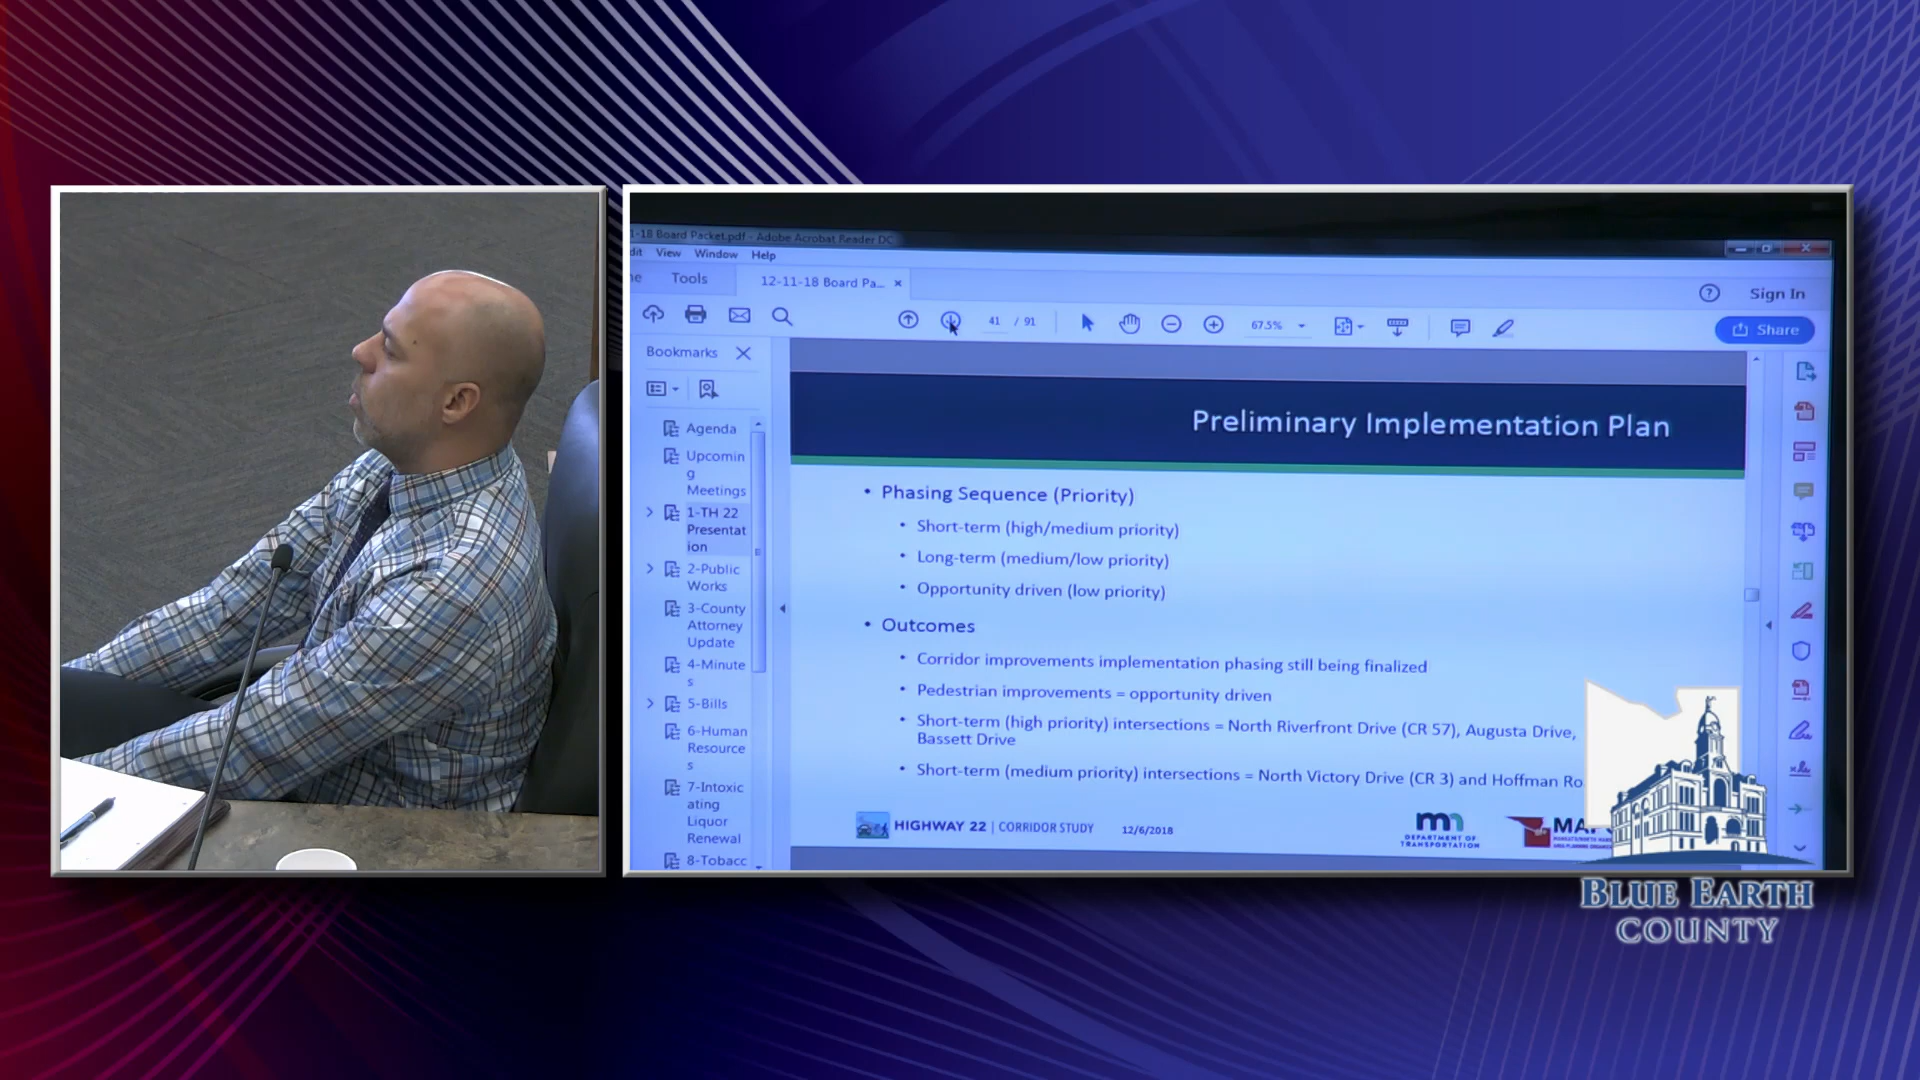 1-18 Board Packet.pdf - Adobe Acrobat Reader DC
dit View Window Help
ne Tools 12-11-18 Board Pa... ×
? Sign In
41 / 91
67.5%
Share
Bookmarks
Agenda
Upcomin
g
Meetings
1-TH 22
Presentat
ion
2-Public
Works
3-County
Attorney
Update
4-Minute
s
5-Bills
6-Human
Resource
s
7-Intoxic
ating
Liquor
Renewal
8-Tobacc
Preliminary Implementation Plan
• Phasing Sequence (Priority)
• Short-term (high/medium priority)
• Long-term (medium/low priority)
• Opportunity driven (low priority)
• Outcomes
• Corridor improvements implementation phasing still being finalized
• Pedestrian improvements = opportunity driven
• Short-term (high priority) intersections = North Riverfront Drive (CR 57), Augusta Drive,
Bassett Drive
• Short-term (medium priority) intersections = North Victory Drive (CR 3) and Hoffman Ro
HIGHWAY 22 | CORRIDOR STUDY 12/6/2018
mn
DEPARTMENT OF
TRANSPORTATION
BLUE EARTH
COUNTY